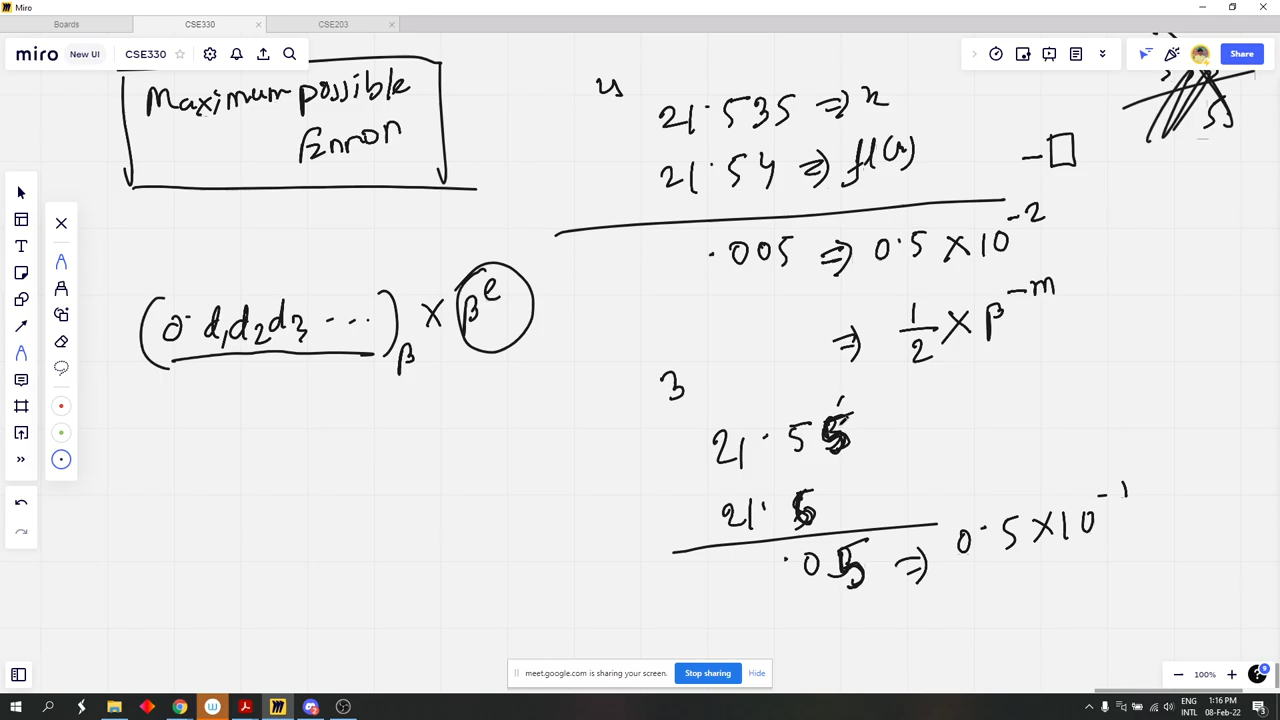 Miro
Boards
CSE330
CSE203
miro
New UI
CSE330
Share
Maximum possible
Error
21.535 => x
21.54 => fl(x)
- □
.005 => 0.5 × 10^-2
=> 1/2 × β^-m
(0.d1d2d3 ...)β × β^e
3
21.55
21.5
.05 => 0.5 × 10^-1
meet.google.com is sharing your screen.
Stop sharing
Hide
100%
9
ENG
INTL
1:16 PM
08-Feb-22
3